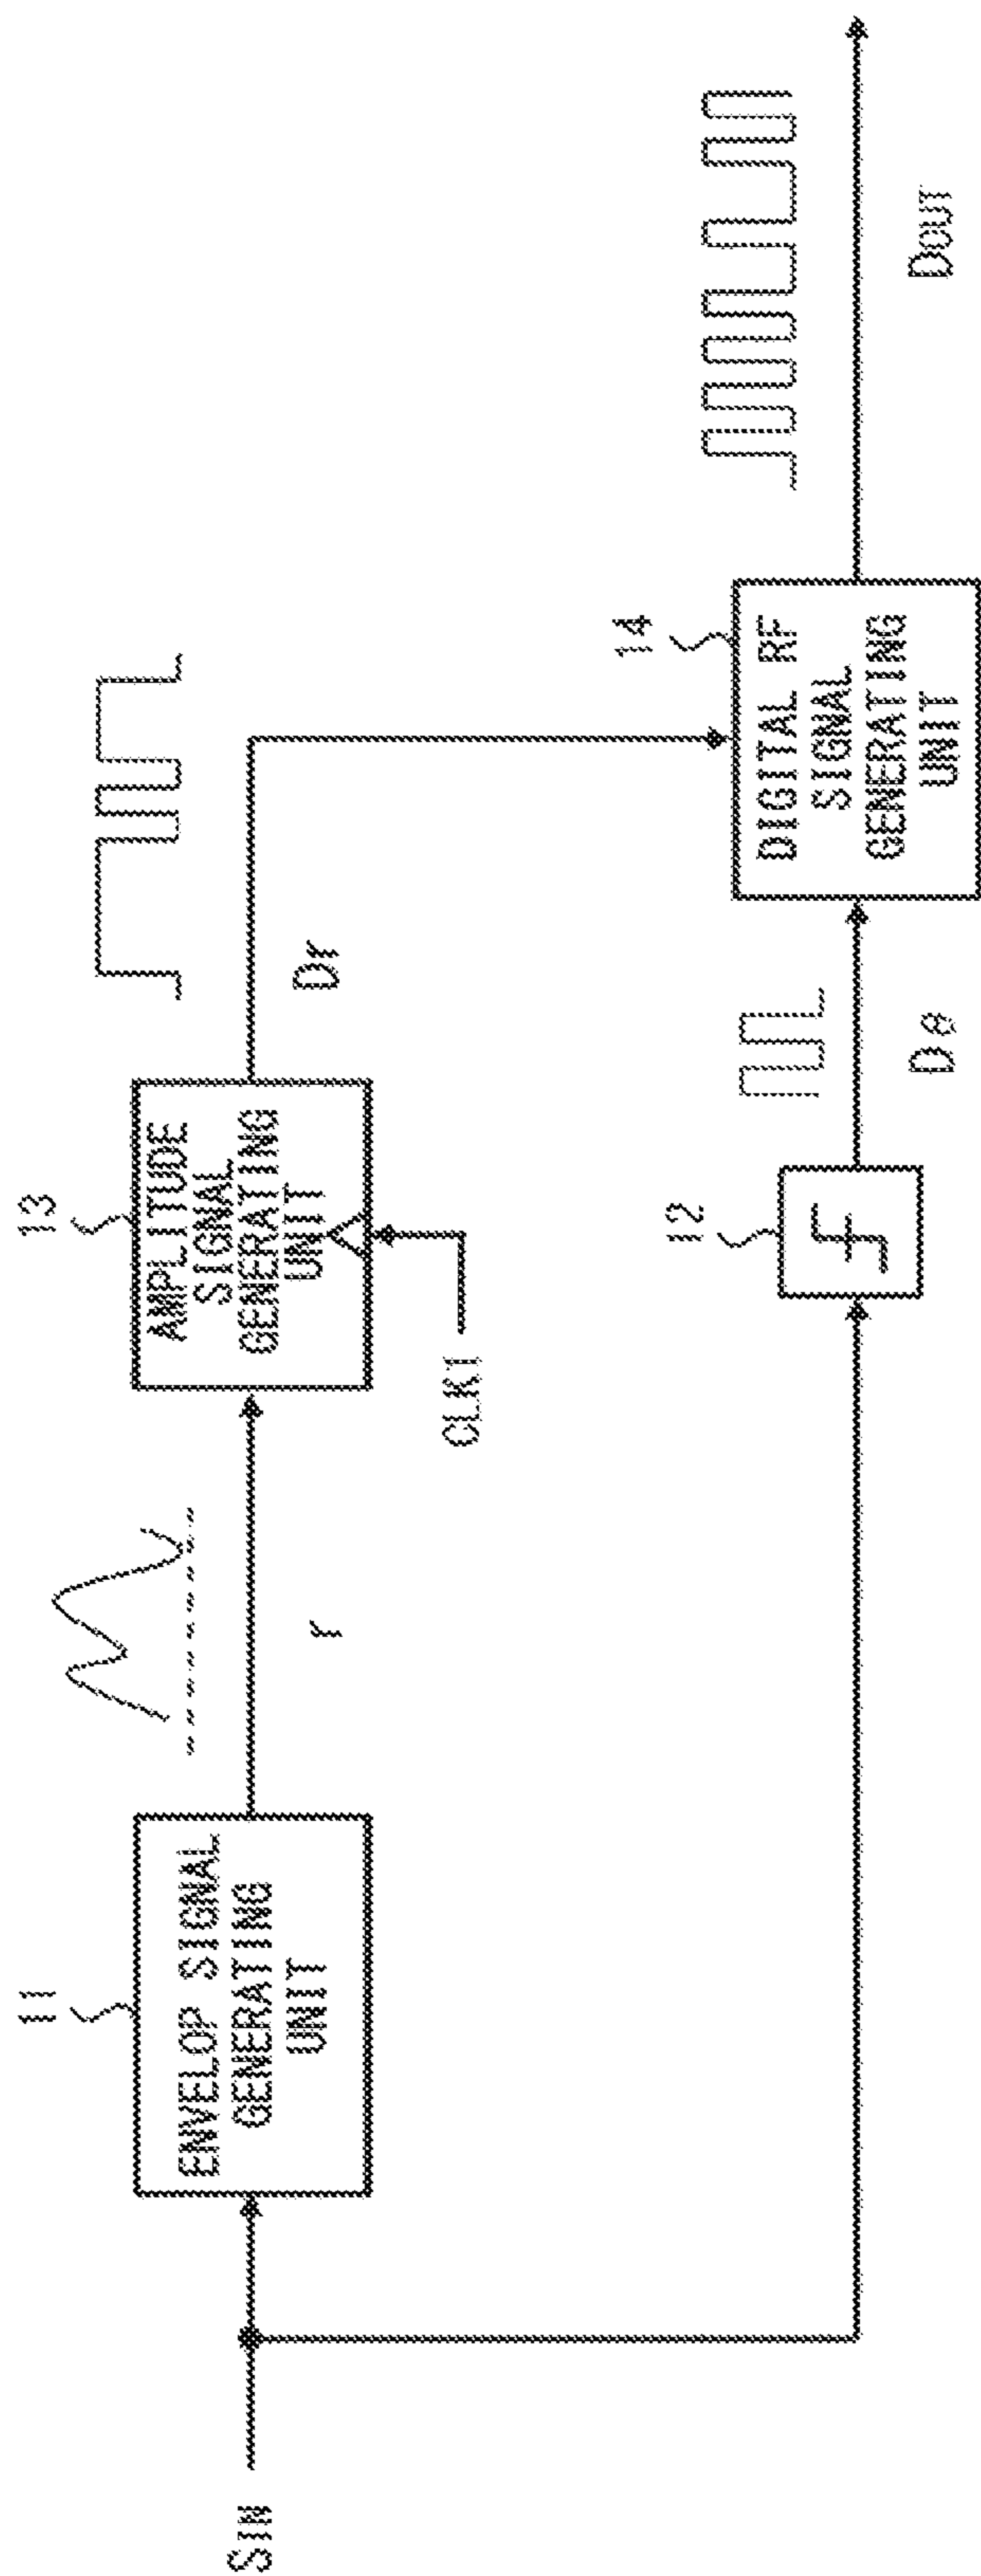 SIN
11
ENVELOP SIGNAL
GENERATING
UNIT
r
13
AMPLITUDE
SIGNAL
GENERATING
UNIT
CLK1
Dr
12
Dθ
14
DIGITAL RF
SIGNAL
GENERATING
UNIT
DOUT